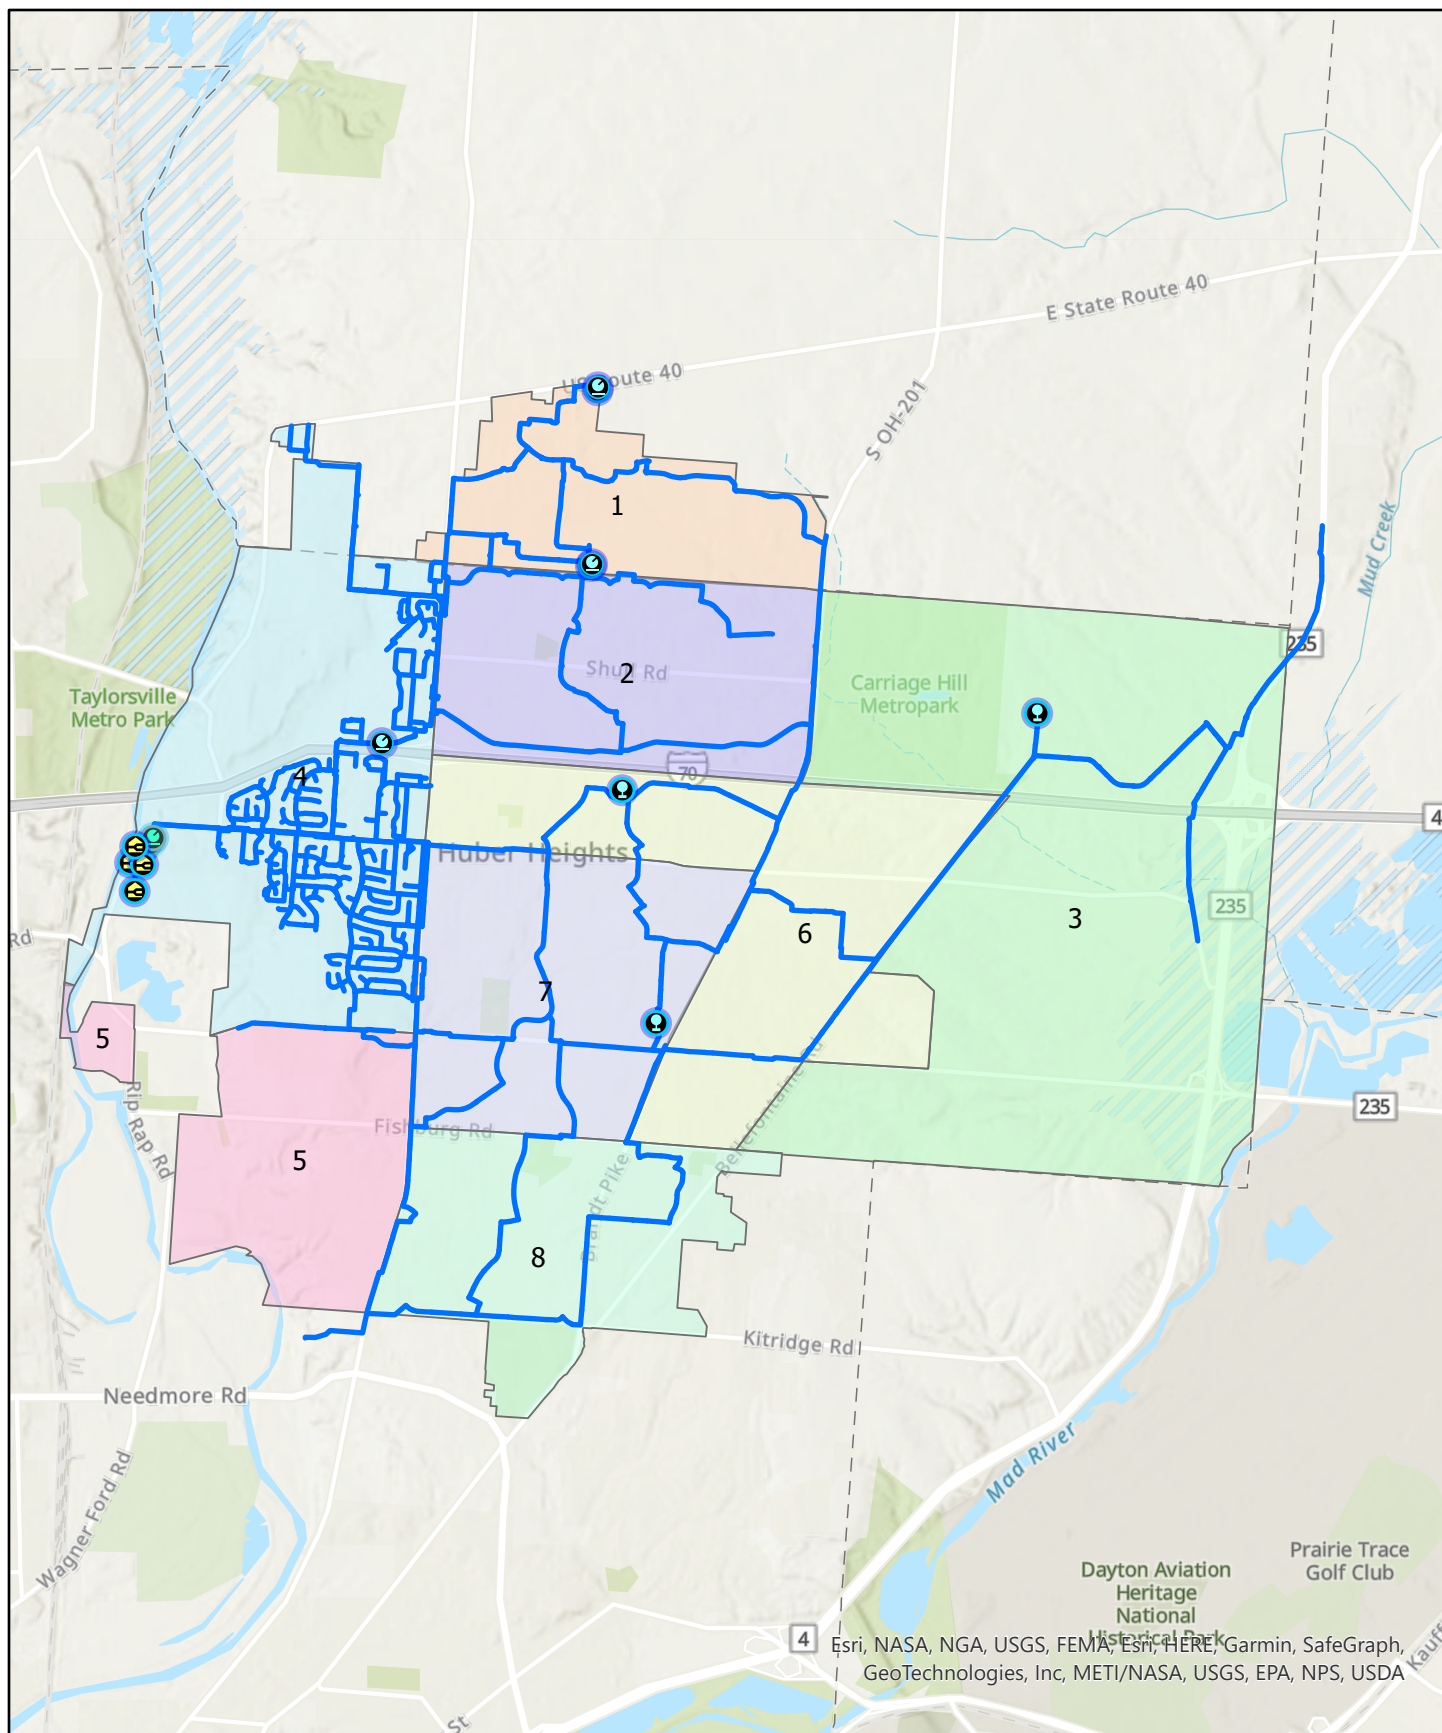 E State Route 40
US Route 40
S OH-201
1
Mud Creek
235
Shull Rd
2
Carriage Hill
Metropark
Taylorsville
Metro Park
70
4
4
Huber Heights
235
3
6
Rd
7
5
235
Rip Rap Rd
Fishburg Rd
Bellefontaine Rd
5
Brandt Pike
8
Kitridge Rd
Needmore Rd
Mad River
Wagner Ford Rd
Prairie Trace
Golf Club
Dayton Aviation
Heritage
National
Historical Park
4
Esri, NASA, NGA, USGS, FEMA, Esri, HERE, Garmin, SafeGraph,
GeoTechnologies, Inc, METI/NASA, USGS, EPA, NPS, USDA
Kauff
St